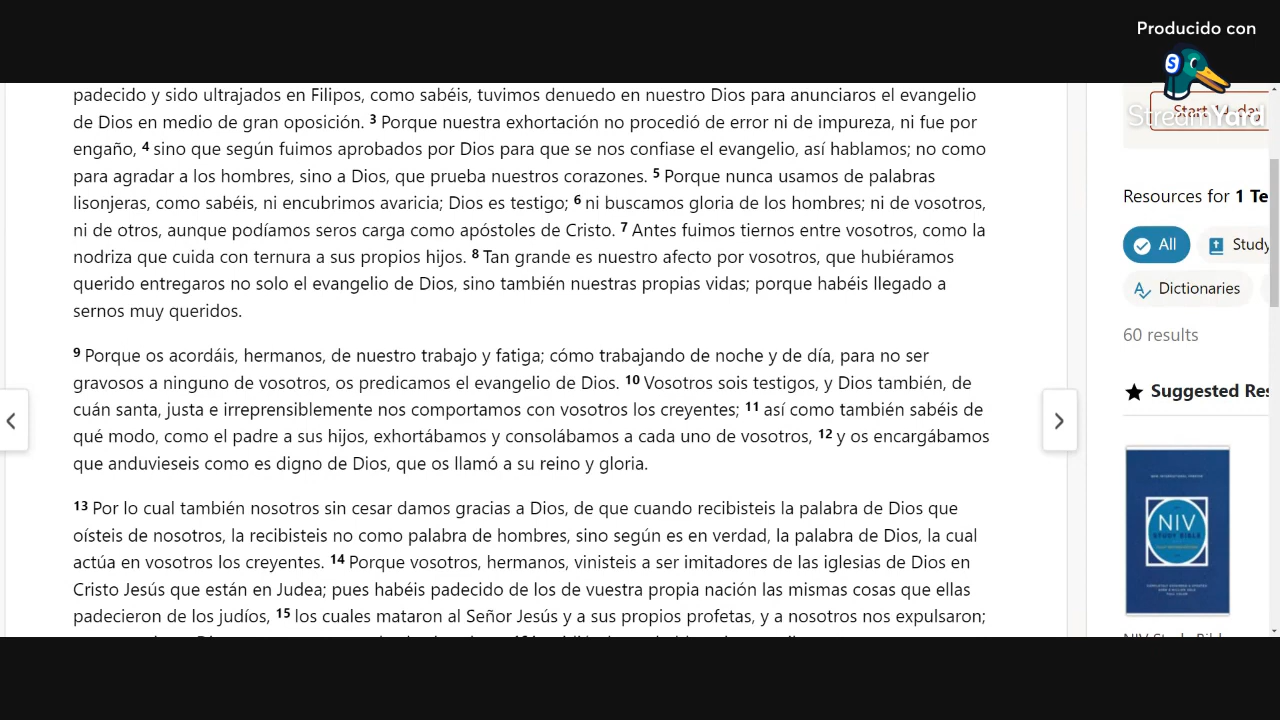 Producido con
StreamYard
padecido y sido ultrajados en Filipos, como sabéis, tuvimos denuedo en nuestro Dios para anunciaros el evangelio
de Dios en medio de gran oposición. 3 Porque nuestra exhortación no procedió de error ni de impureza, ni fue por
engaño, 4 sino que según fuimos aprobados por Dios para que se nos confiase el evangelio, así hablamos; no como
para agradar a los hombres, sino a Dios, que prueba nuestros corazones. 5 Porque nunca usamos de palabras
lisonjeras, como sabéis, ni encubrimos avaricia; Dios es testigo; 6 ni buscamos gloria de los hombres; ni de vosotros,
ni de otros, aunque podíamos seros carga como apóstoles de Cristo. 7 Antes fuimos tiernos entre vosotros, como la
nodriza que cuida con ternura a sus propios hijos. 8 Tan grande es nuestro afecto por vosotros, que hubiéramos
querido entregaros no solo el evangelio de Dios, sino también nuestras propias vidas; porque habéis llegado a
sernos muy queridos.
9 Porque os acordáis, hermanos, de nuestro trabajo y fatiga; cómo trabajando de noche y de día, para no ser
gravosos a ninguno de vosotros, os predicamos el evangelio de Dios. 10 Vosotros sois testigos, y Dios también, de
cuán santa, justa e irreprensiblemente nos comportamos con vosotros los creyentes; 11 así como también sabéis de
qué modo, como el padre a sus hijos, exhortábamos y consolábamos a cada uno de vosotros, 12 y os encargábamos
que anduvieseis como es digno de Dios, que os llamó a su reino y gloria.
13 Por lo cual también nosotros sin cesar damos gracias a Dios, de que cuando recibisteis la palabra de Dios que
oísteis de nosotros, la recibisteis no como palabra de hombres, sino según es en verdad, la palabra de Dios, la cual
actúa en vosotros los creyentes. 14 Porque vosotros, hermanos, vinisteis a ser imitadores de las iglesias de Dios en
Cristo Jesús que están en Judea; pues habéis padecido de los de vuestra propia nación las mismas cosas que ellas
padecieron de los judíos, 15 los cuales mataron al Señor Jesús y a sus propios profetas, y a nosotros nos expulsaron;
Start
Resources for 1 Te
All
Study
Dictionaries
60 results
Suggested Res
NIV
STUDY BIBLE